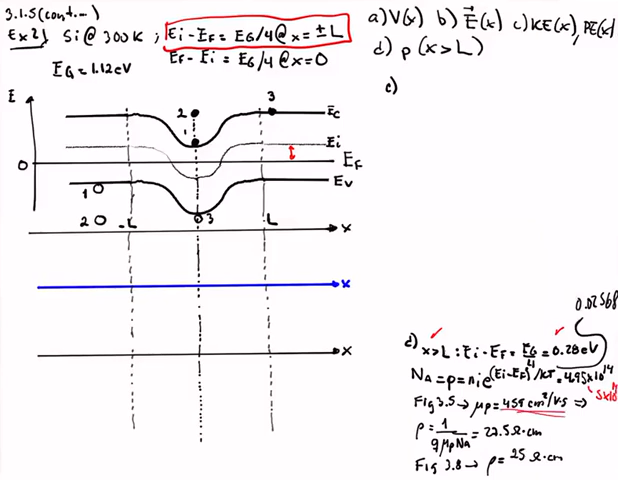 3.1.5 (cont.)
Ex 2) Si @ 300K ; Ei - EF = EG/4 @ x = ± L
EF - Ei = EG/4 @ x = 0
EG = 1.12eV
a) V(x) b) E(x) c) KE(x), PE(x)
d) ρ (x > L)
c)
E
2
3
Ec
1
Ei
0
EF
1
Ev
2
-L
3
L
x
x
x
0.02568
d) x > L : Ei - EF = EG/4 = 0.28eV
NA = p = ni e^(Ei-EF)/KT = 4.95x10^14
5x10^14
Fig 3.5 → μp = 459 cm²/V·S ⇒
ρ = 1/qμpNA = 27.5 Ω·cm
Fig 3.8 → ρ = 25 Ω·cm